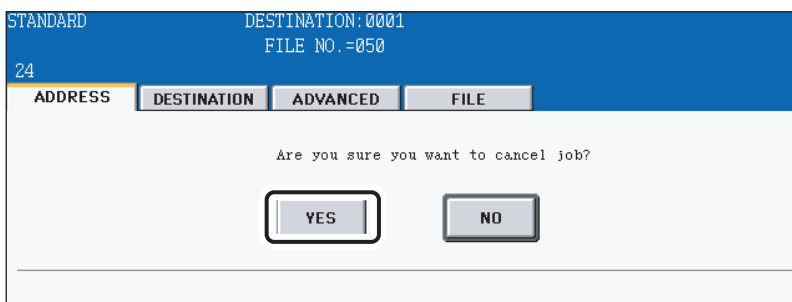 STANDARD DESTINATION:0001
FILE NO.=050
24
ADDRESS DESTINATION ADVANCED FILE
Are you sure you want to cancel job?
YES NO